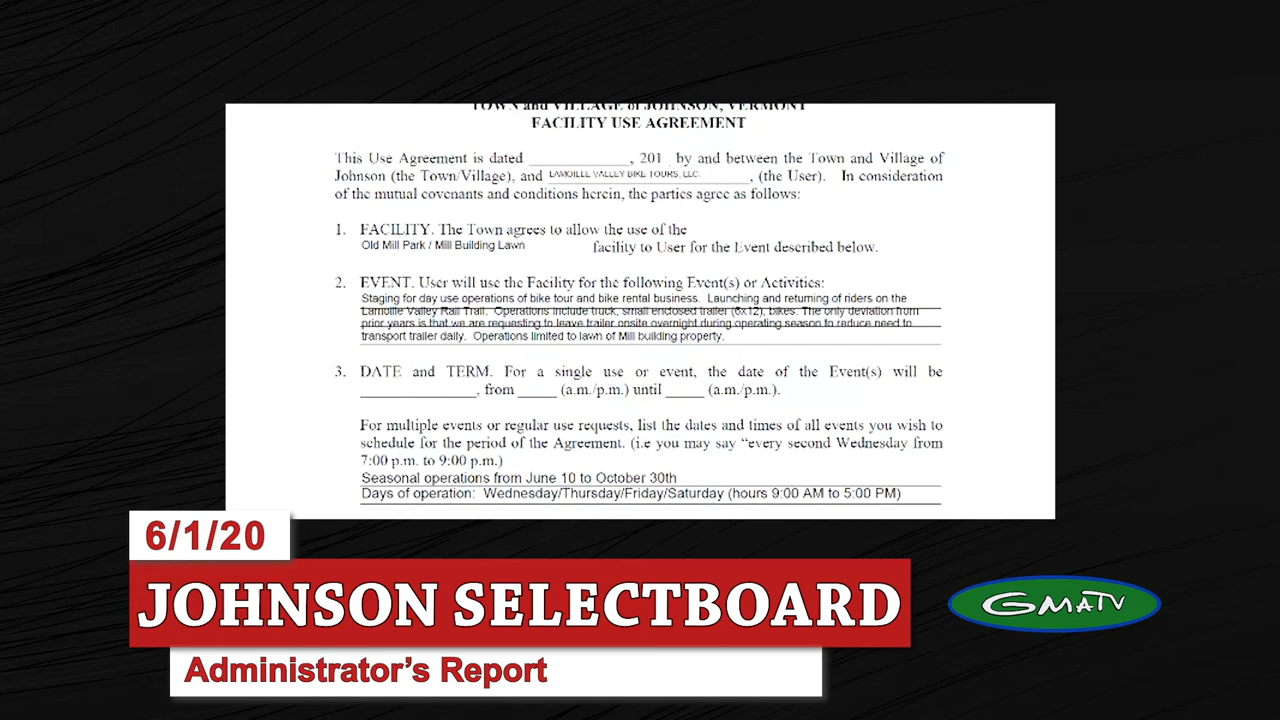 TOWN and VILLAGE of JOHNSON, VERMONT
FACILITY USE AGREEMENT
This Use Agreement is dated ____________, 201_ by and between the Town and Village of
Johnson (the Town/Village), and LAMOILLE VALLEY BIKE TOURS, LLC. ______, (the User). In consideration
of the mutual covenants and conditions herein, the parties agree as follows:
1. FACILITY. The Town agrees to allow the use of the
Old Mill Park / Mill Building Lawn facility to User for the Event described below.
2. EVENT. User will use the Facility for the following Event(s) or Activities:
Staging for day use operations of bike tour and bike rental business. Launching and returning of riders on the
Lamoille Valley Rail Trail. Operations include truck, small enclosed trailer (6x12), bikes. The only deviation from
prior years is that we are requesting to leave trailer onsite overnight during operating season to reduce need to
transport trailer daily. Operations limited to lawn of Mill building property.
3. DATE and TERM. For a single use or event, the date of the Event(s) will be
______________, from _____ (a.m./p.m.) until _____ (a.m./p.m.).
For multiple events or regular use requests, list the dates and times of all events you wish to
schedule for the period of the Agreement. (i.e you may say “every second Wednesday from
7:00 p.m. to 9:00 p.m.)
Seasonal operations from June 10 to October 30th
Days of operation: Wednesday/Thursday/Friday/Saturday (hours 9:00 AM to 5:00 PM)
6/1/20
JOHNSON SELECTBOARD
GMATV
Administrator’s Report